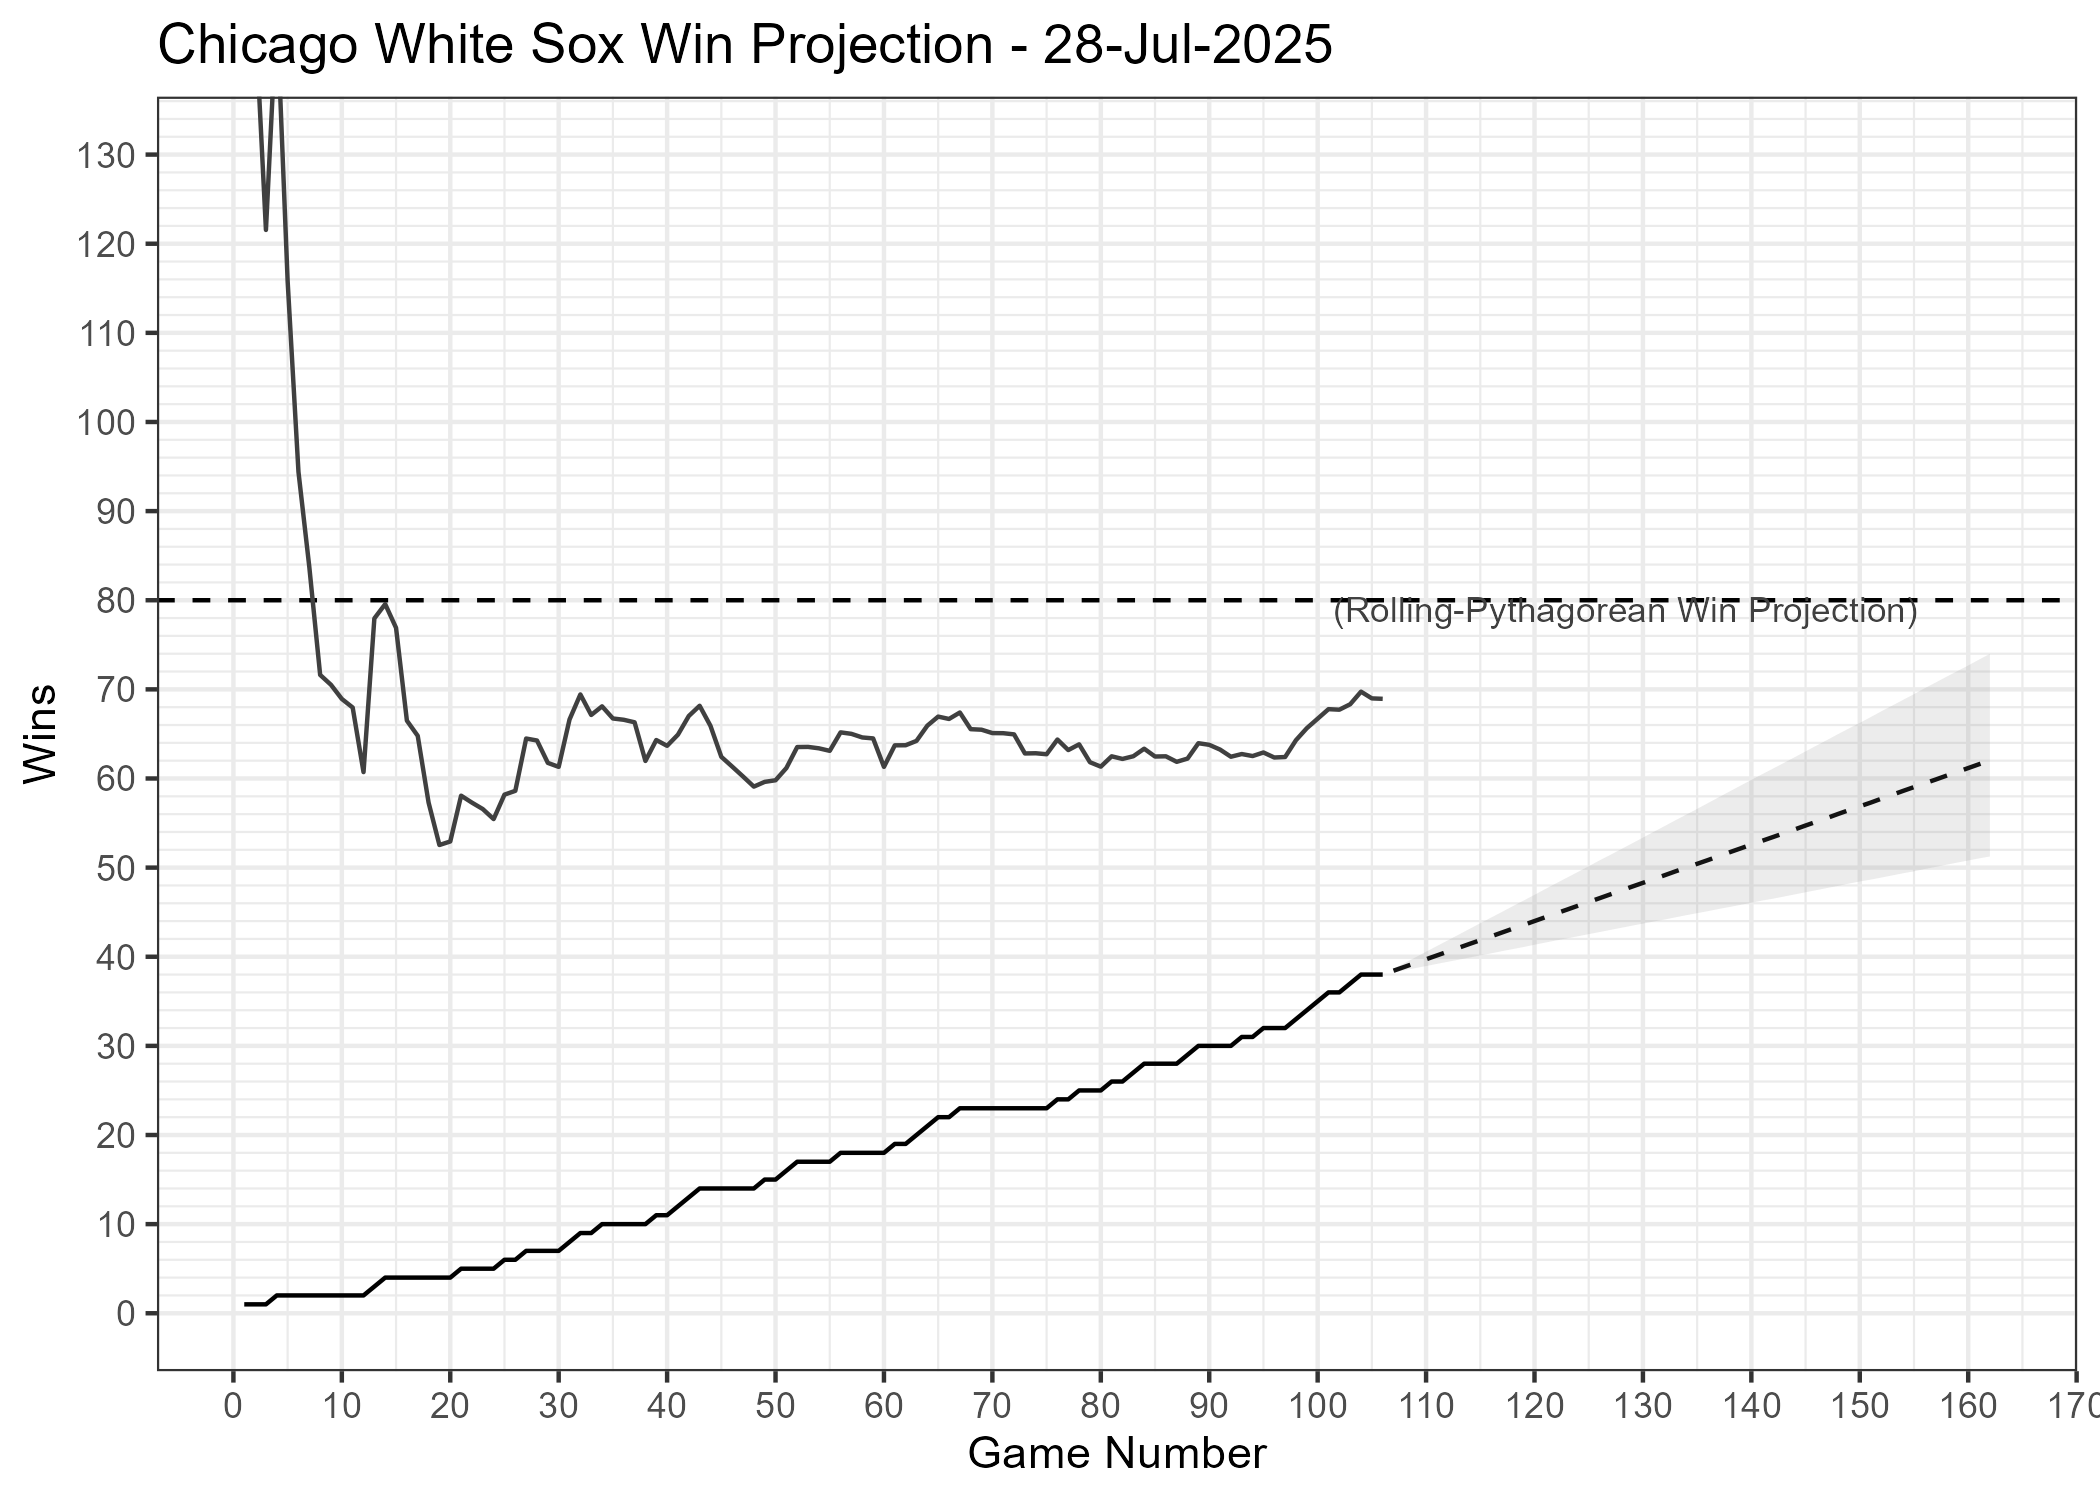 Chicago White Sox Win Projection - 28-Jul-2025
130
120
110
100
90
80
(Rolling-Pythagorean Win Projection)
70
60
50
40
30
20
10
0
Wins
0 10 20 30 40 50 60 70 80 90 100 110 120 130 140 150 160 170
Game Number